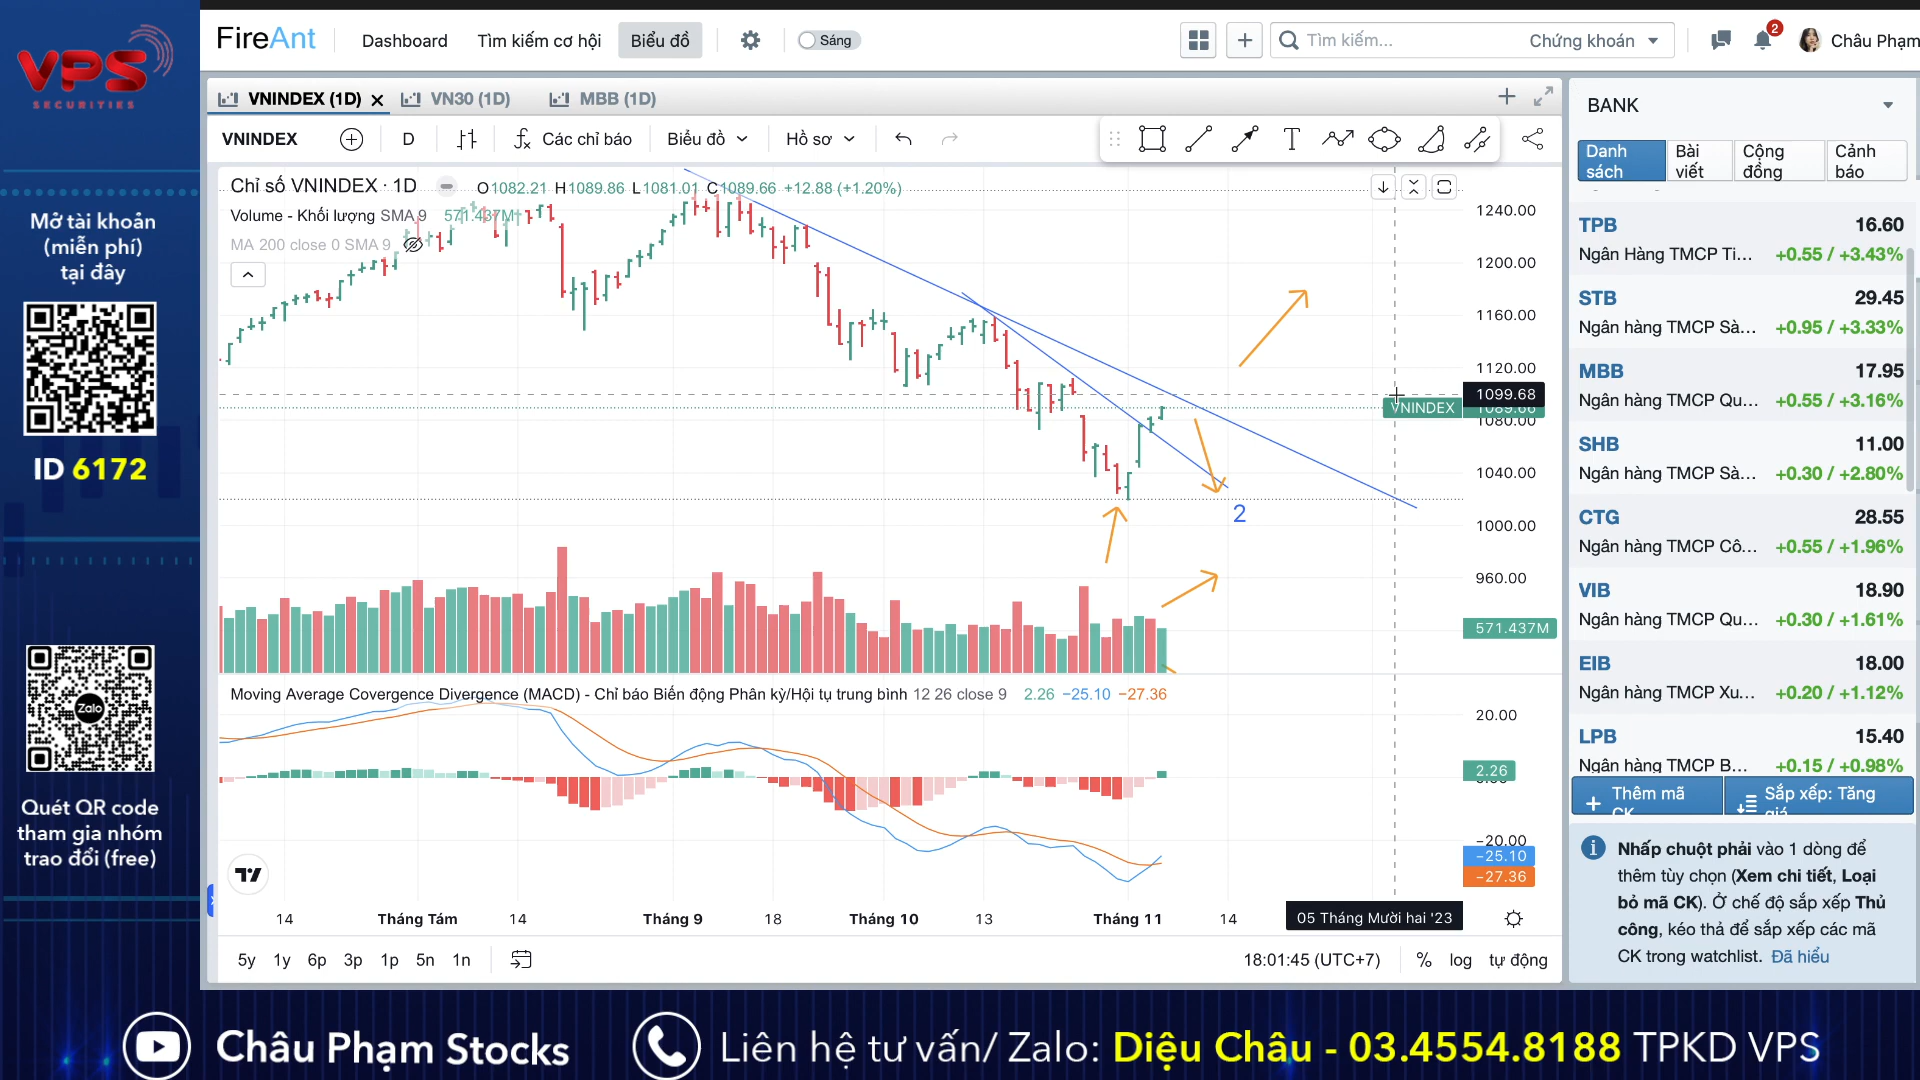 VPS
SECURITIES
Mở tài khoản
(miễn phí)
tại đây
ID 6172
Zalo
Quét QR code
tham gia nhóm
trao đổi (free)
FireAnt
Dashboard
Tìm kiếm cơ hội
Biểu đồ
Sáng
Tìm kiếm...
Chứng khoán
2
Châu Phạm
VNINDEX (1D)
VN30 (1D)
MBB (1D)
VNINDEX
D
Các chỉ báo
Biểu đồ
Hồ sơ
Chỉ số VNINDEX · 1D
O1082.21 H1089.86 L1081.01 C1089.66 +12.88 (+1.20%)
Volume - Khối lượng SMA 9 571.437M
MA 200 close 0 SMA 9
1240.00
1200.00
1160.00
1120.00
1099.68
VNINDEX 1089.66
1080.00
1040.00
2
1000.00
960.00
571.437M
Moving Average Covergence Divergence (MACD) - Chỉ báo Biến động Phân kỳ/Hội tụ trung bình 12 26 close 9 2.26 −25.10 −27.36
20.00
2.26
0.00
−20.00
−25.10
−27.36
14
Tháng Tám
14
Tháng 9
18
Tháng 10
13
Tháng 11
14
05 Tháng Mười hai '23
5y 1y 6p 3p 1p 5n 1n
18:01:45 (UTC+7)
% log tự động
BANK
Danh sách
Bài viết
Cộng đồng
Cảnh báo
TPB 16.60
Ngân Hàng TMCP Ti... +0.55 / +3.43%
STB 29.45
Ngân hàng TMCP Sà... +0.95 / +3.33%
MBB 17.95
Ngân hàng TMCP Qu... +0.55 / +3.16%
SHB 11.00
Ngân hàng TMCP Sà... +0.30 / +2.80%
CTG 28.55
Ngân hàng TMCP Cô... +0.55 / +1.96%
VIB 18.90
Ngân hàng TMCP Qu... +0.30 / +1.61%
EIB 18.00
Ngân hàng TMCP Xu... +0.20 / +1.12%
LPB 15.40
Ngân hàng TMCP B... +0.15 / +0.98%
Thêm mã CK
Sắp xếp: Tăng giá
Nhấp chuột phải vào 1 dòng để
thêm tùy chọn (Xem chi tiết, Loại
bỏ mã CK). Ở chế độ sắp xếp Thủ
công, kéo thả để sắp xếp các mã
CK trong watchlist. Đã hiểu
Châu Phạm Stocks
Liên hệ tư vấn/ Zalo: Diệu Châu - 03.4554.8188 TPKD VPS